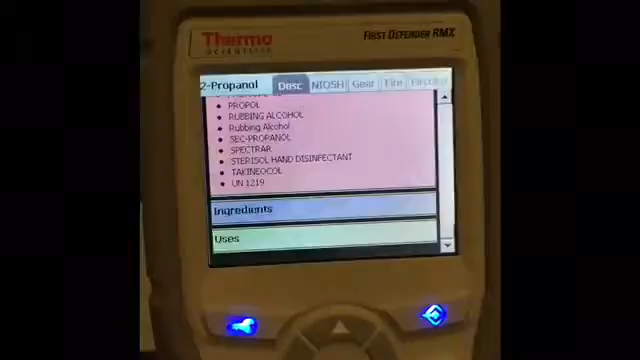 Thermo
SCIENTIFIC
FIRST DEFENDER RMX
2-Propanol
Desc
NIOSH
Gear
Fire
PROPOL
RUBBING ALCOHOL
Rubbing Alcohol
SEC-PROPANOL
SPECTRAR
STERISOL HAND DISINFECTANT
TAKINEOCOL
UN 1219
Ingredients
Uses